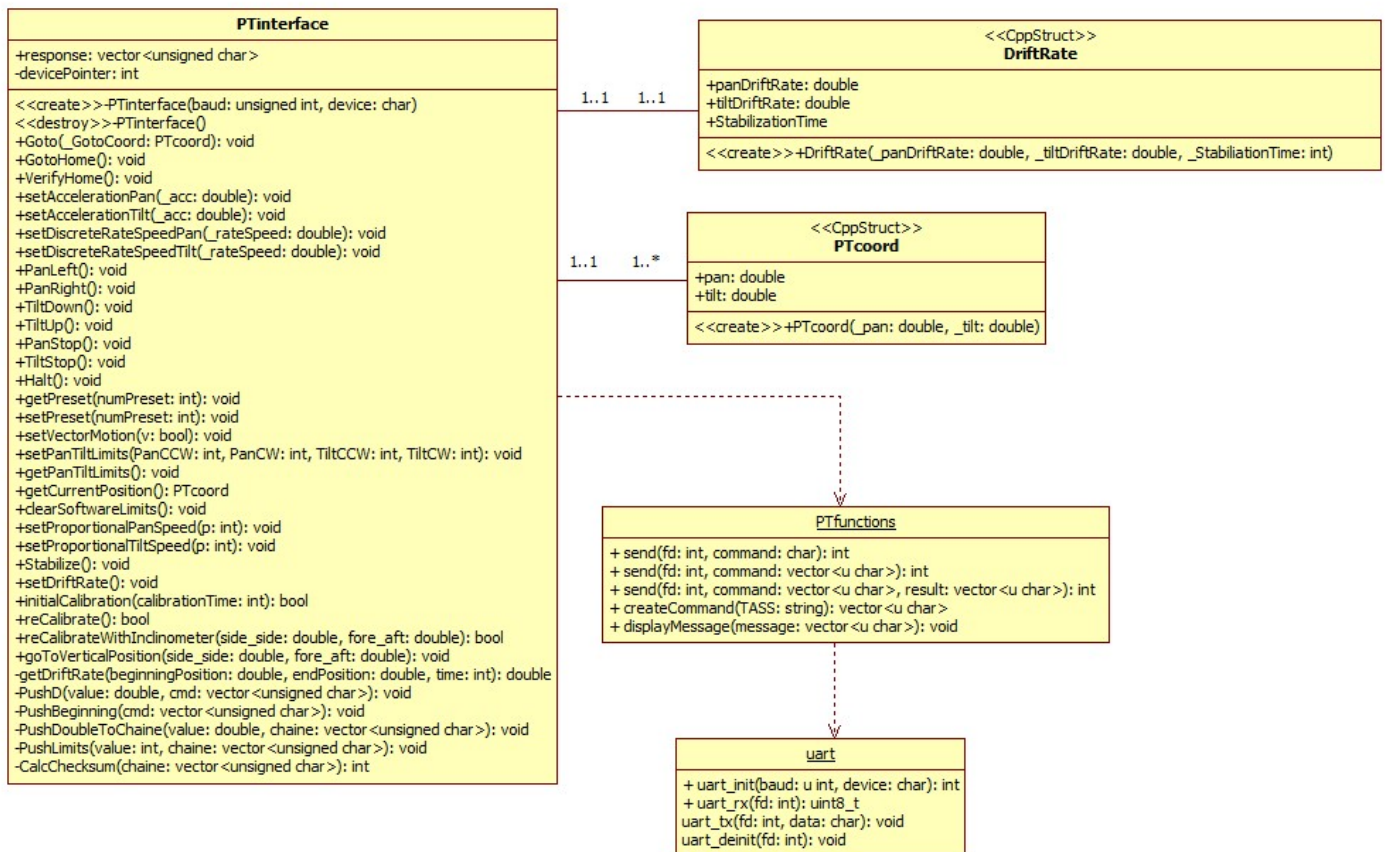 PTinterface
+response: vector<unsigned char>
-devicePointer: int
<<create>>-PTinterface(baud: unsigned int, device: char)
<<destroy>>-PTinterface()
+Goto(_GotoCoord: PTcoord): void
+GotoHome(): void
+VerifyHome(): void
+setAccelerationPan(_acc: double): void
+setAccelerationTilt(_acc: double): void
+setDiscreteRateSpeedPan(_rateSpeed: double): void
+setDiscreteRateSpeedTilt(_rateSpeed: double): void
+PanLeft(): void
+PanRight(): void
+TiltDown(): void
+TiltUp(): void
+PanStop(): void
+TiltStop(): void
+Halt(): void
+getPreset(numPreset: int): void
+setPreset(numPreset: int): void
+setVectorMotion(v: bool): void
+setPanTiltLimits(PanCCW: int, PanCW: int, TiltCCW: int, TiltCW: int): void
+getPanTiltLimits(): void
+getCurrentPosition(): PTcoord
+clearSoftwareLimits(): void
+setProportionalPanSpeed(p: int): void
+setProportionalTiltSpeed(p: int): void
+Stabilize(): void
+setDriftRate(): void
+initialCalibration(calibrationTime: int): bool
+reCalibrate(): bool
+reCalibrateWithInclinometer(side_side: double, fore_aft: double): bool
+goToVerticalPosition(side_side: double, fore_aft: double): void
-getDriftRate(beginningPosition: double, endPosition: double, time: int): double
-PushD(value: double, cmd: vector<unsigned char>): void
-PushBeginning(cmd: vector<unsigned char>): void
-PushDoubleToChaine(value: double, chaine: vector<unsigned char>): void
-PushLimits(value: int, chaine: vector<unsigned char>): void
-CalcChecksum(chaine: vector<unsigned char>): int
1..1 1..1
<<CppStruct>>
DriftRate
+panDriftRate: double
+tiltDriftRate: double
+StabilizationTime
<<create>>+DriftRate(_panDriftRate: double, _tiltDriftRate: double, _StabiliationTime: int)
1..1 1..*
<<CppStruct>>
PTcoord
+pan: double
+tilt: double
<<create>>+PTcoord(_pan: double, _tilt: double)
PTfunctions
+ send(fd: int, command: char): int
+ send(fd: int, command: vector<u char>): int
+ send(fd: int, command: vector<u char>, result: vector<u char>): int
+ createCommand(TASS: string): vector<u char>
+ displayMessage(message: vector<u char>): void
uart
+ uart_init(baud: u int, device: char): int
+ uart_rx(fd: int): uint8_t
uart_tx(fd: int, data: char): void
uart_deinit(fd: int): void